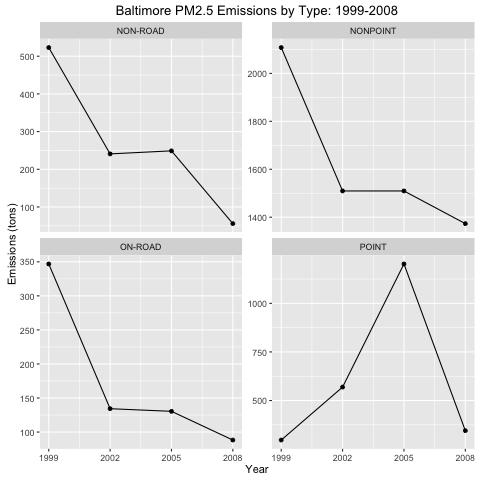 Baltimore PM2.5 Emissions by Type: 1999-2008
NON-ROAD
NONPOINT
500
400
300
200
100
2000
1800
1600
1400
Emissions (tons)
ON-ROAD
POINT
350
300
250
200
150
100
1000
750
500
1999 2002 2005 2008
1999 2002 2005 2008
Year